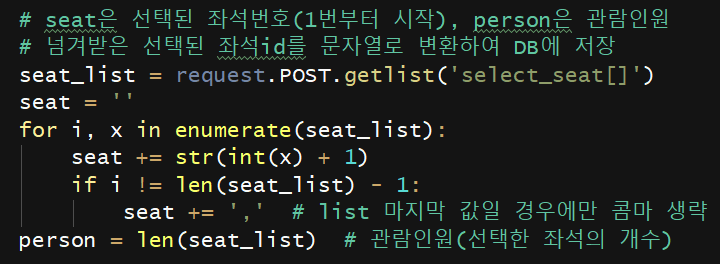 # seat은 선택된 좌석번호(1번부터 시작), person은 관람인원
# 넘겨받은 선택된 좌석id를 문자열로 변환하여 DB에 저장
seat_list = request.POST.getlist('select_seat[]')
seat = ''
for i, x in enumerate(seat_list):
    seat += str(int(x) + 1)
    if i != len(seat_list) - 1:
        seat += ','  # list 마지막 값일 경우에만 콤마 생략
person = len(seat_list)  # 관람인원(선택한 좌석의 개수)